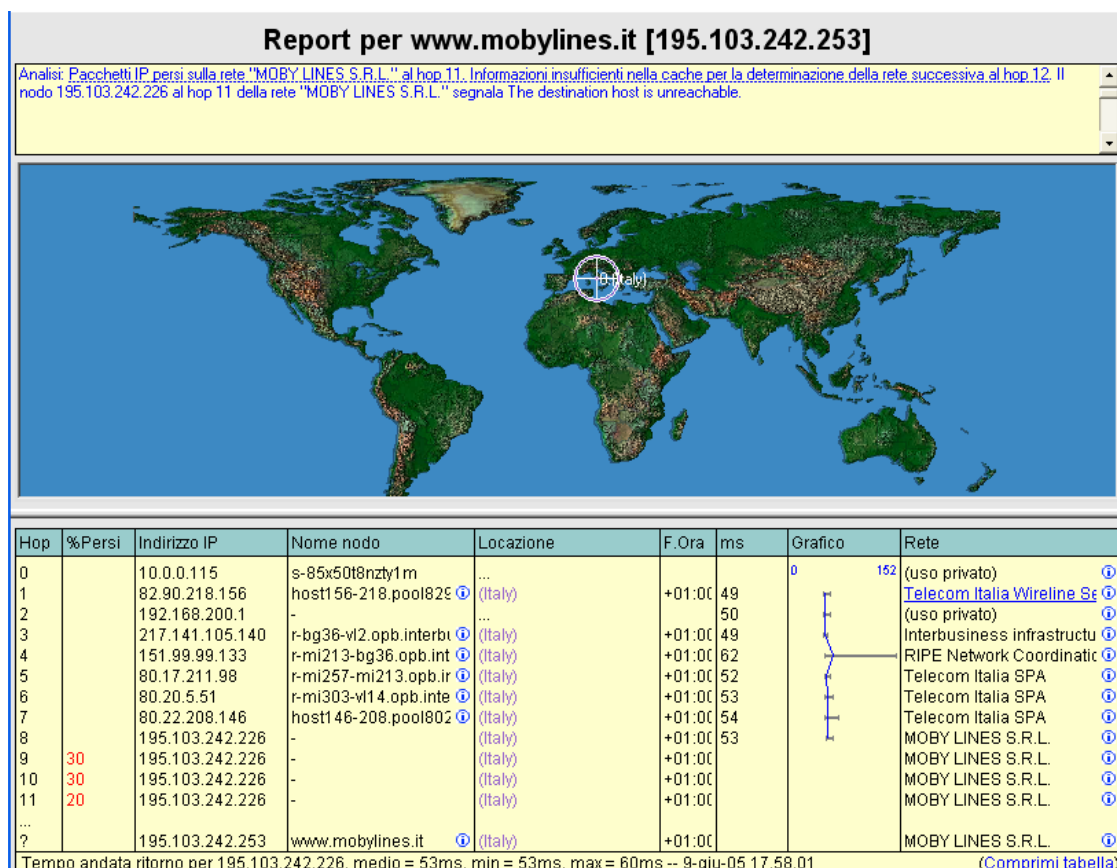 Report per www.mobylines.it [195.103.242.253]
Analisi: Pacchetti IP persi sulla rete "MOBY LINES S.R.L." al hop 11. Informazioni insufficienti nella cache per la determinazione della rete successiva al hop 12. Il
nodo 195.103.242.226 al hop 11 della rete "MOBY LINES S.R.L." segnala The destination host is unreachable.
0 (Italy)
Hop %Persi Indirizzo IP Nome nodo Locazione F.Ora ms Grafico Rete
0 10.0.0.115 s-85x50t8nzty1m ... 0 152 (uso privato)
1 82.90.218.156 host156-218.pool829 (Italy) +01:00 49 Telecom Italia Wireline Se
2 192.168.200.1 - ... 50 (uso privato)
3 217.141.105.140 r-bg36-vl2.opb.interbu (Italy) +01:00 49 Interbusiness infrastructu
4 151.99.99.133 r-mi213-bg36.opb.int (Italy) +01:00 62 RIPE Network Coordinatic
5 80.17.211.98 r-mi257-mi213.opb.ir (Italy) +01:00 52 Telecom Italia SPA
6 80.20.5.51 r-mi303-vl14.opb.inte (Italy) +01:00 53 Telecom Italia SPA
7 80.22.208.146 host146-208.pool802 (Italy) +01:00 54 Telecom Italia SPA
8 195.103.242.226 - (Italy) +01:00 53 MOBY LINES S.R.L.
9 30 195.103.242.226 - (Italy) +01:00 MOBY LINES S.R.L.
10 30 195.103.242.226 - (Italy) +01:00 MOBY LINES S.R.L.
11 20 195.103.242.226 - (Italy) +01:00 MOBY LINES S.R.L.
...
? 195.103.242.253 www.mobylines.it (Italy) +01:00 MOBY LINES S.R.L.
Tempo andata ritorno per 195.103.242.226, medio = 53ms, min = 53ms, max = 60ms -- 9-giu-05 17.58.01 (Comprimi tabella)